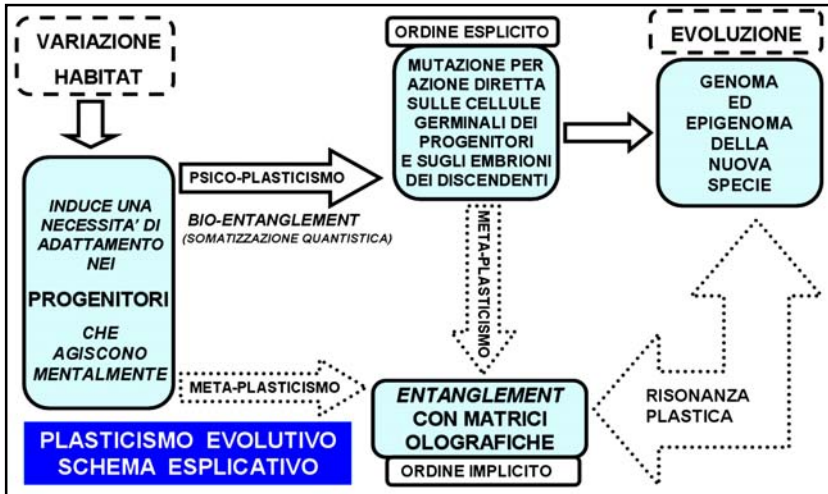 VARIAZIONE
HABITAT
INDUCE UNA
NECESSITA' DI
ADATTAMENTO
NEI
PROGENITORI
CHE
AGISCONO
MENTALMENTE
PSICO-PLASTICISMO
BIO-ENTANGLEMENT
(SOMATIZZAZIONE QUANTISTICA)
META-PLASTICISMO
ORDINE ESPLICITO
MUTAZIONE PER
AZIONE DIRETTA
SULLE CELLULE
GERMINALI DEI
PROGENITORI
E SUGLI EMBRIONI
DEI DISCENDENTI
META-PLASTICISMO
ENTANGLEMENT
CON MATRICI
OLOGRAFICHE
ORDINE IMPLICITO
EVOLUZIONE
GENOMA
ED
EPIGENOMA
DELLA
NUOVA
SPECIE
RISONANZA
PLASTICA
PLASTICISMO EVOLUTIVO
SCHEMA ESPLICATIVO